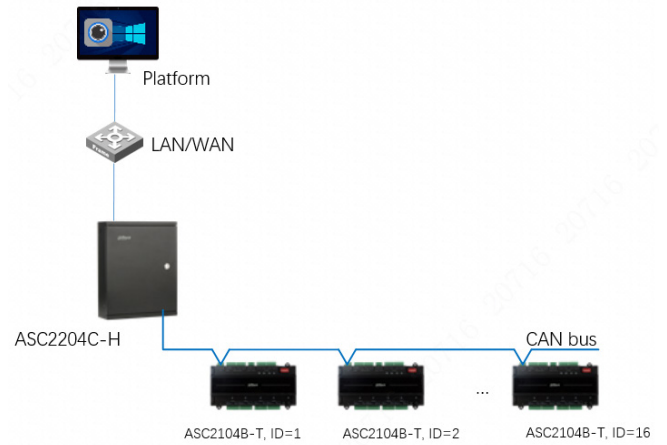 Platform
LAN/WAN
ASC2204C-H
CAN bus
...
ASC2104B-T, ID=1
ASC2104B-T, ID=2
ASC2104B-T, ID=16